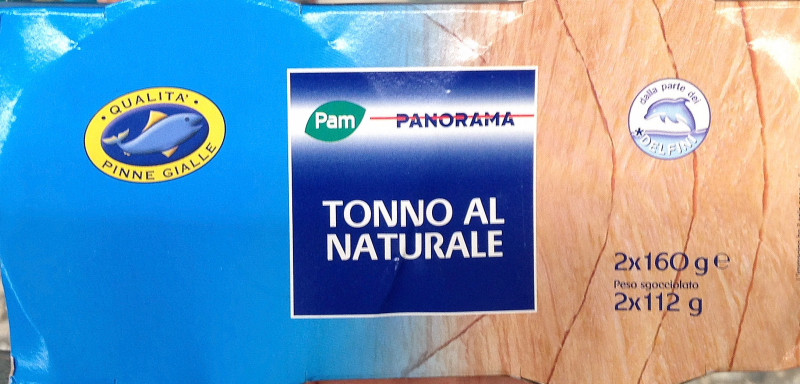 QUALITA'
PINNE GIALLE
Pam
PANORAMA
TONNO AL
NATURALE
dalla parte dei
*DELFINI
2x160 g e
Peso sgocciolato
2x112 g